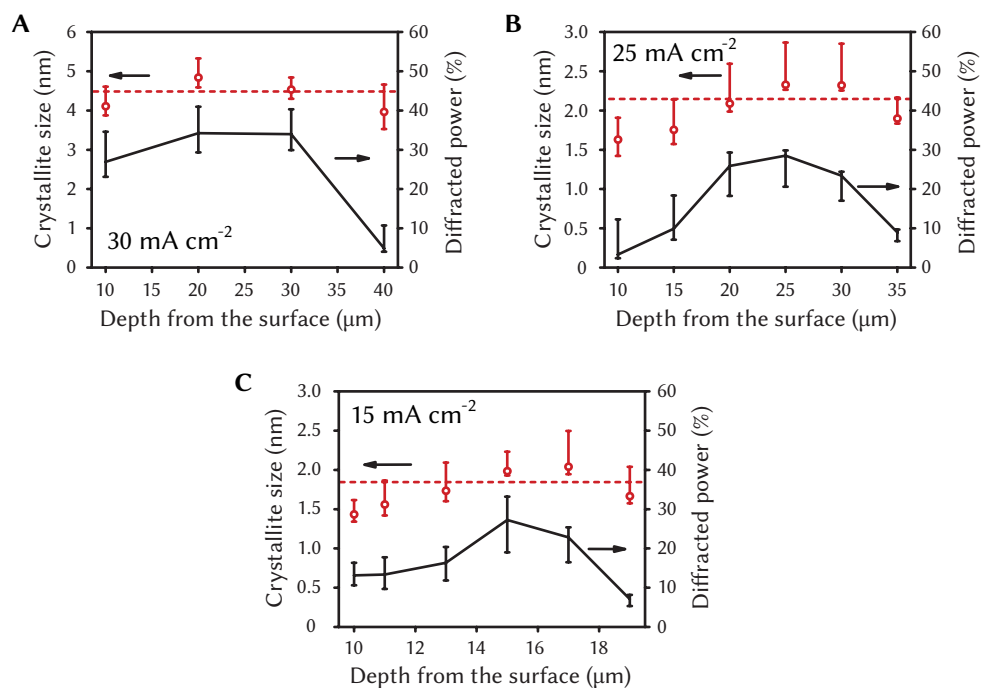 A
B
Crystallite size (nm)
6
5
4
3
2
1
0
30 mA cm⁻²
60
50
40
30
20
10
0
Diffracted power (%)
10 15 20 25 30 35 40
Depth from the surface (μm)
Crystallite size (nm)
3.0
2.5
2.0
1.5
1.0
0.5
0
25 mA cm⁻²
60
50
40
30
20
10
0
Diffracted power (%)
10 15 20 25 30 35
Depth from the surface (μm)
C
Crystallite size (nm)
3.0
2.5
2.0
1.5
1.0
0.5
0
15 mA cm⁻²
60
50
40
30
20
10
0
Diffracted power (%)
10 12 14 16 18
Depth from the surface (μm)